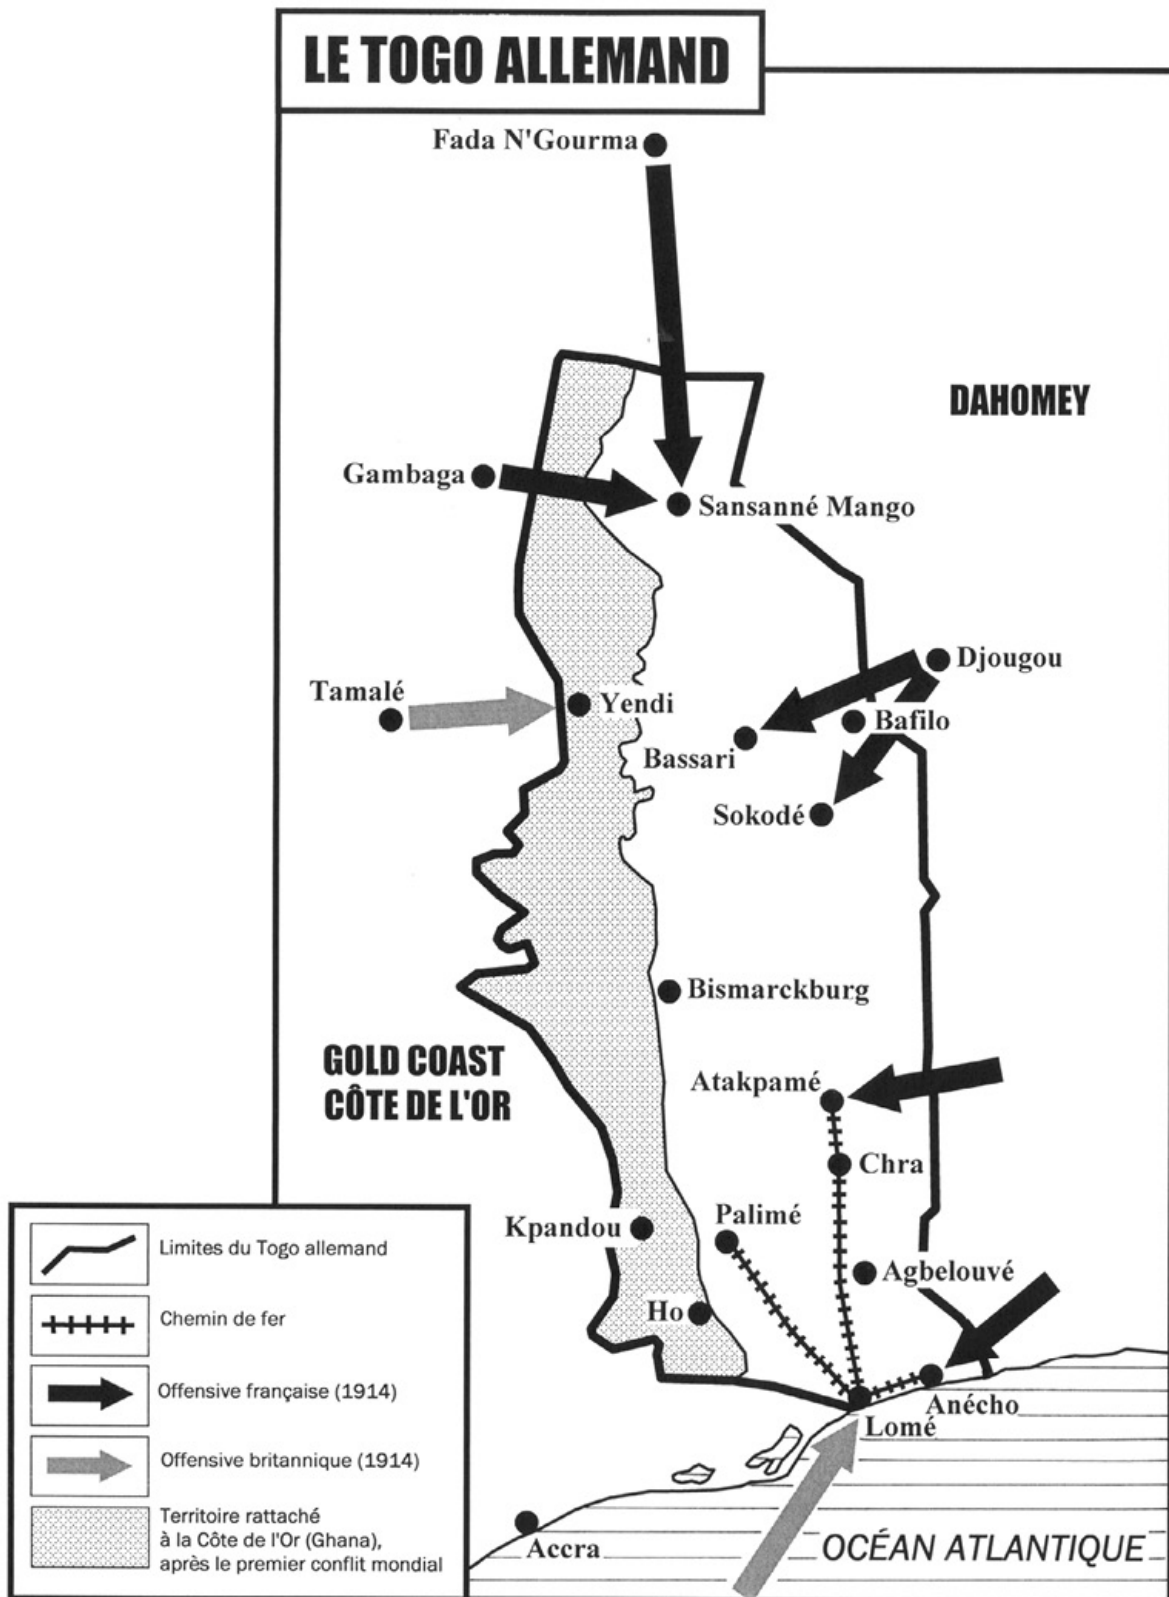 LE TOGO ALLEMAND
Fada N'Gourma
DAHOMEY
Gambaga
Sansanné Mango
Djougou
Tamalé
Yendi
Bafilo
Bassari
Sokodé
Bismarckburg
GOLD COAST
CÔTE DE L'OR
Atakpamé
Chra
Palimé
Kpandou
Agbelouvé
Ho
Anécho
Lomé
Accra
OCÉAN ATLANTIQUE
Limites du Togo allemand
Chemin de fer
Offensive française (1914)
Offensive britannique (1914)
Territoire rattaché
à la Côte de l'Or (Ghana),
après le premier conflit mondial